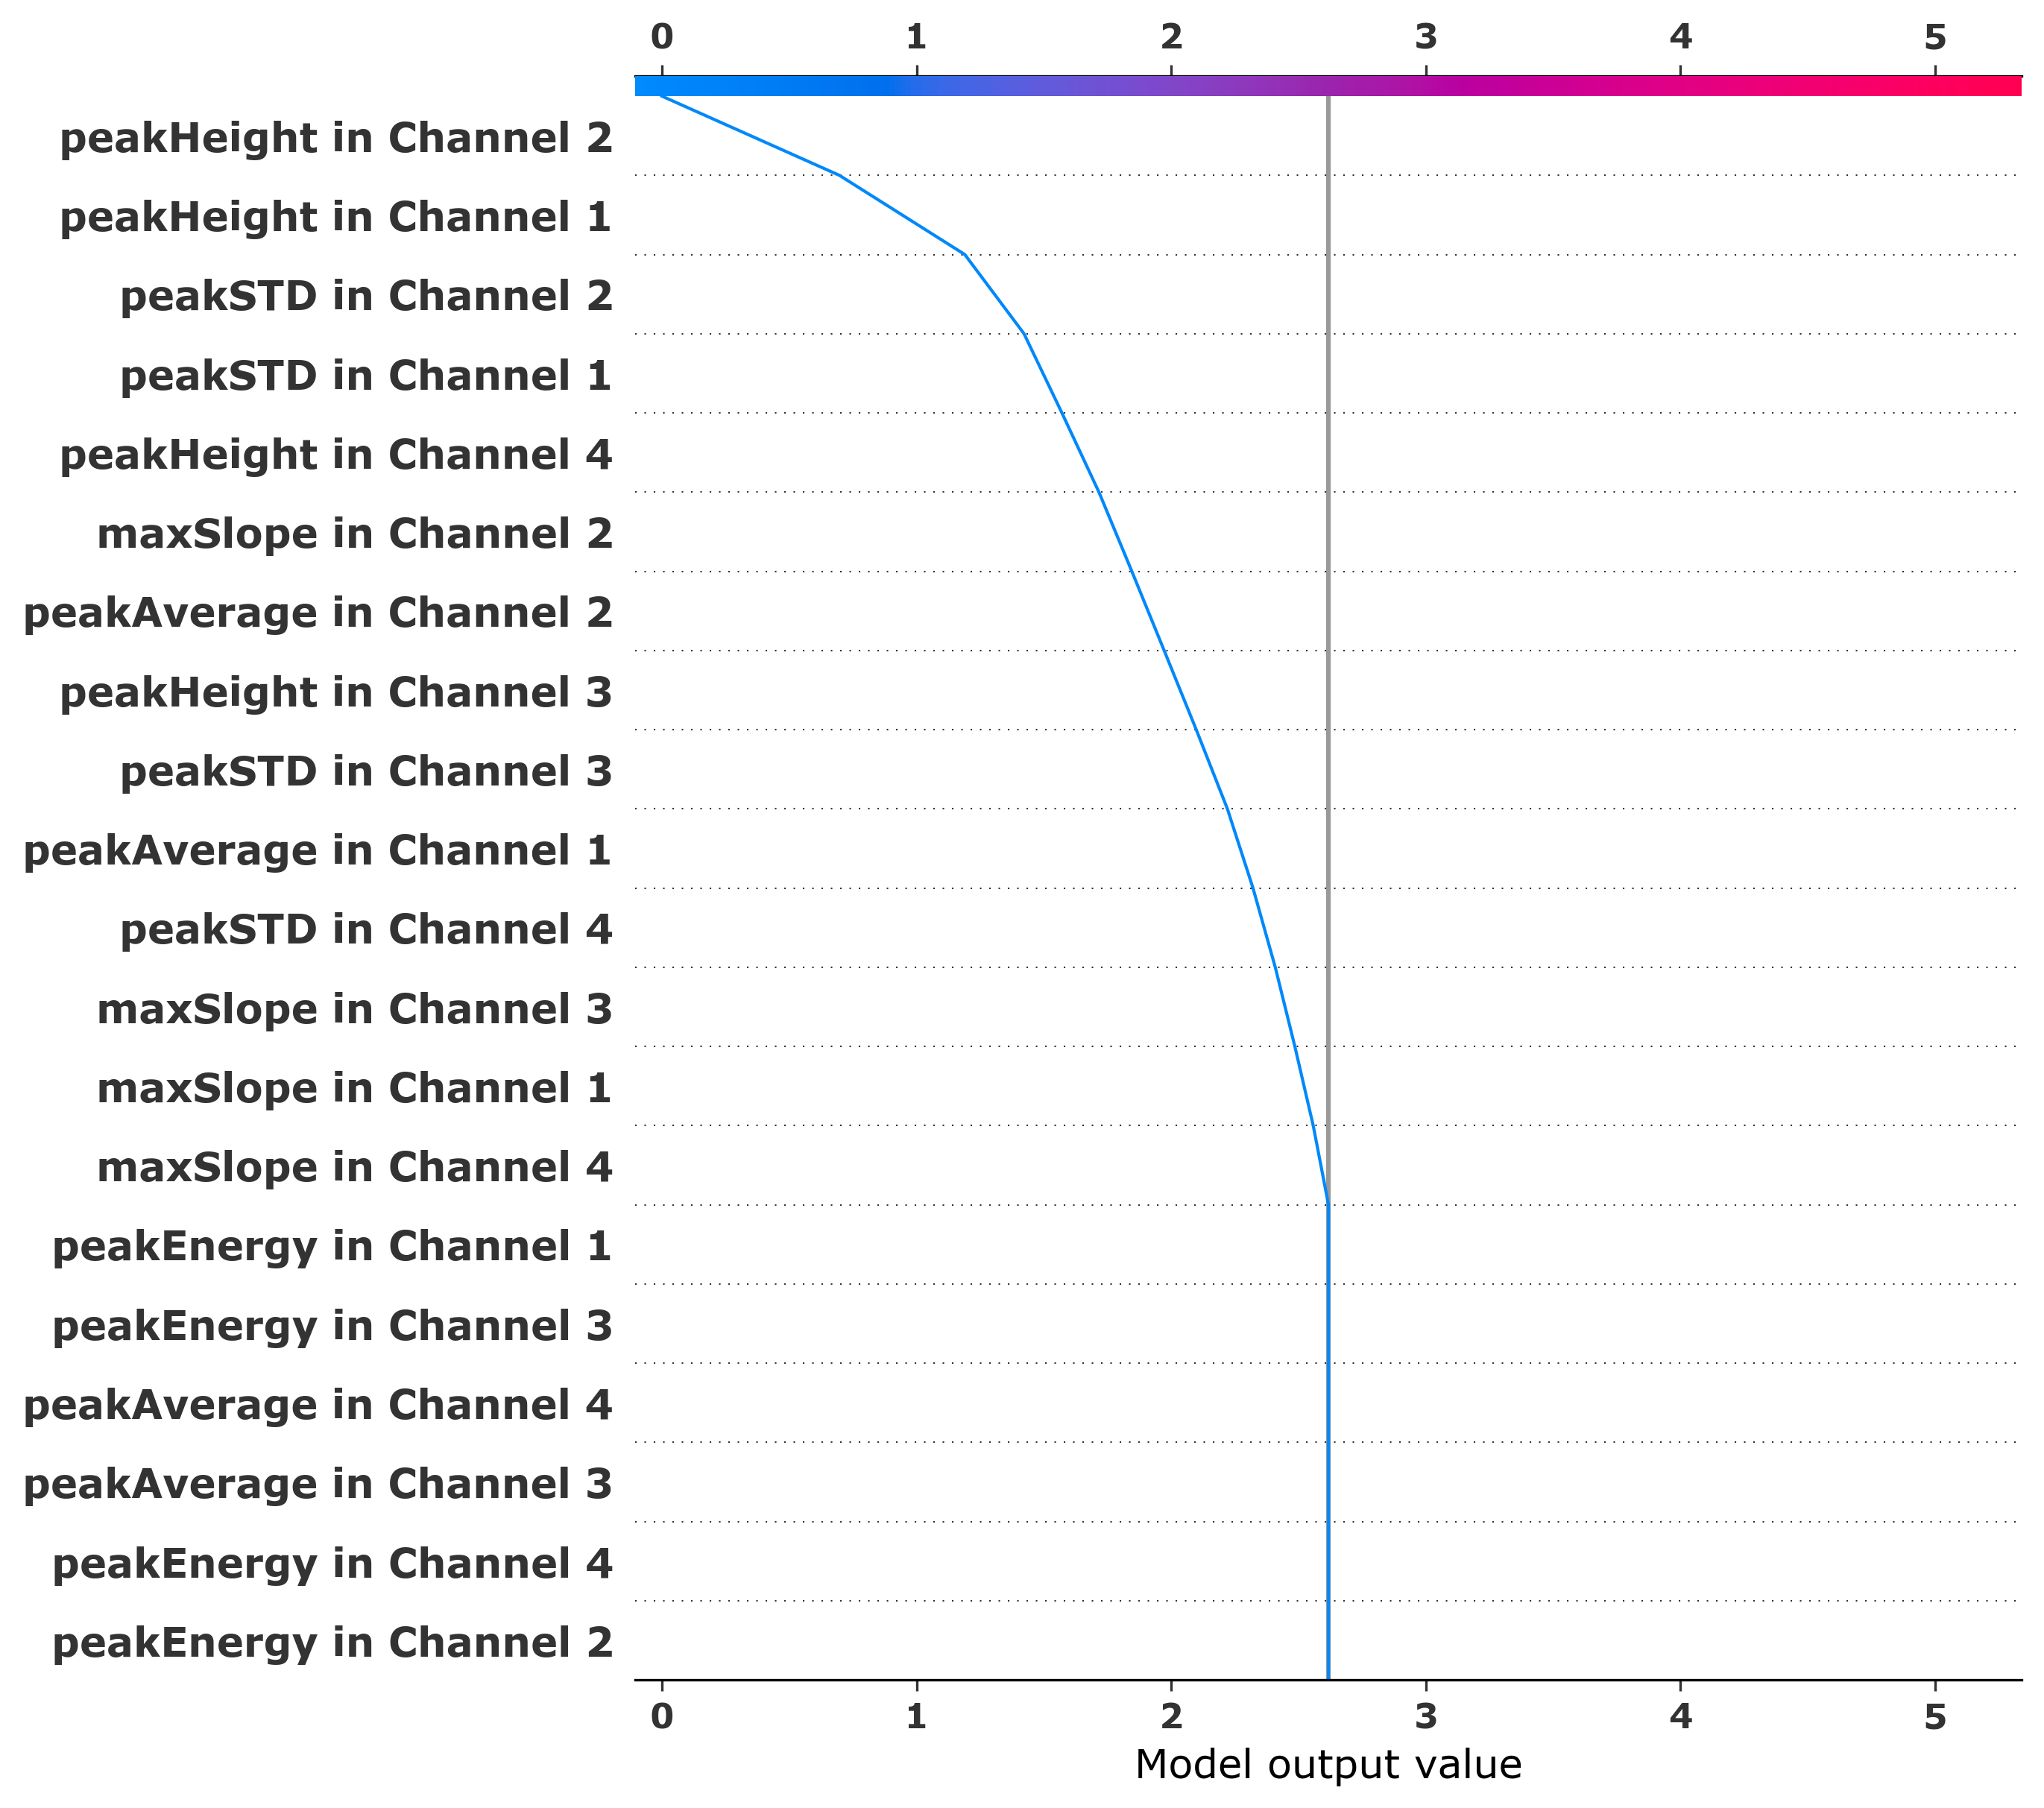 0 1 2 3 4 5
peakHeight in Channel 2
peakHeight in Channel 1
peakSTD in Channel 2
peakSTD in Channel 1
peakHeight in Channel 4
maxSlope in Channel 2
peakAverage in Channel 2
peakHeight in Channel 3
peakSTD in Channel 3
peakAverage in Channel 1
peakSTD in Channel 4
maxSlope in Channel 3
maxSlope in Channel 1
maxSlope in Channel 4
peakEnergy in Channel 1
peakEnergy in Channel 3
peakAverage in Channel 4
peakAverage in Channel 3
peakEnergy in Channel 4
peakEnergy in Channel 2
0 1 2 3 4 5
Model output value